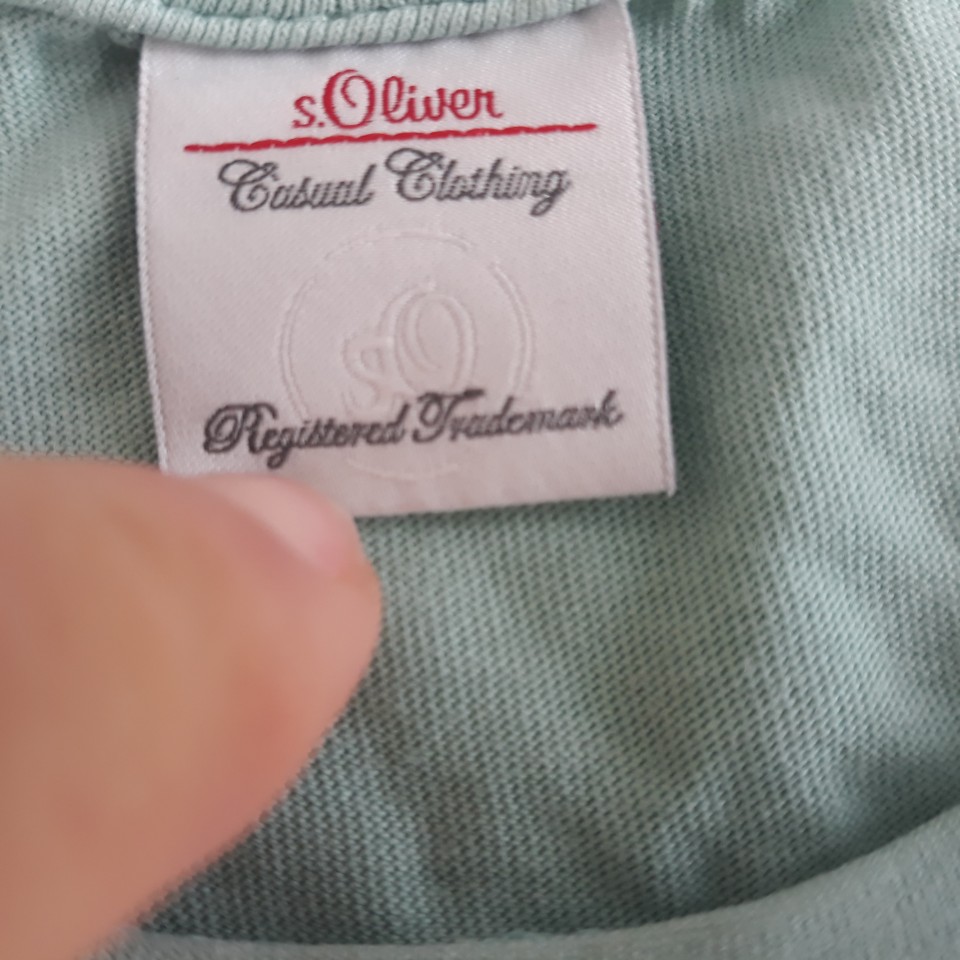 s.Oliver
Casual Clothing
sO
Registered Trademark